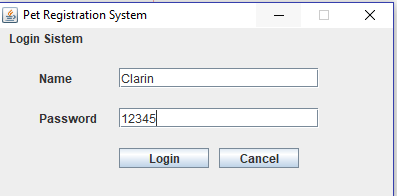 Pet Registration System
Login Sistem
Name Clarin
Password 12345
Login Cancel